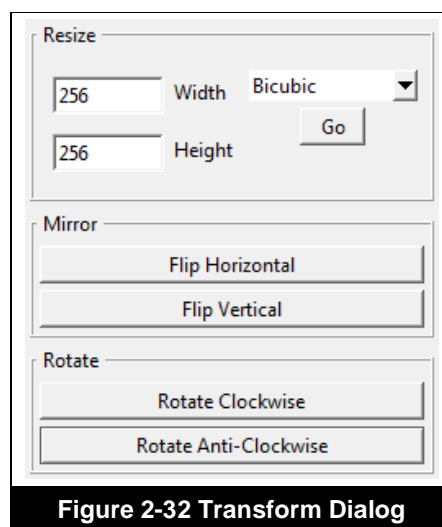 Resize
256 Width Bicubic
Go
256 Height
Mirror
Flip Horizontal
Flip Vertical
Rotate
Rotate Clockwise
Rotate Anti-Clockwise
Figure 2-32 Transform Dialog